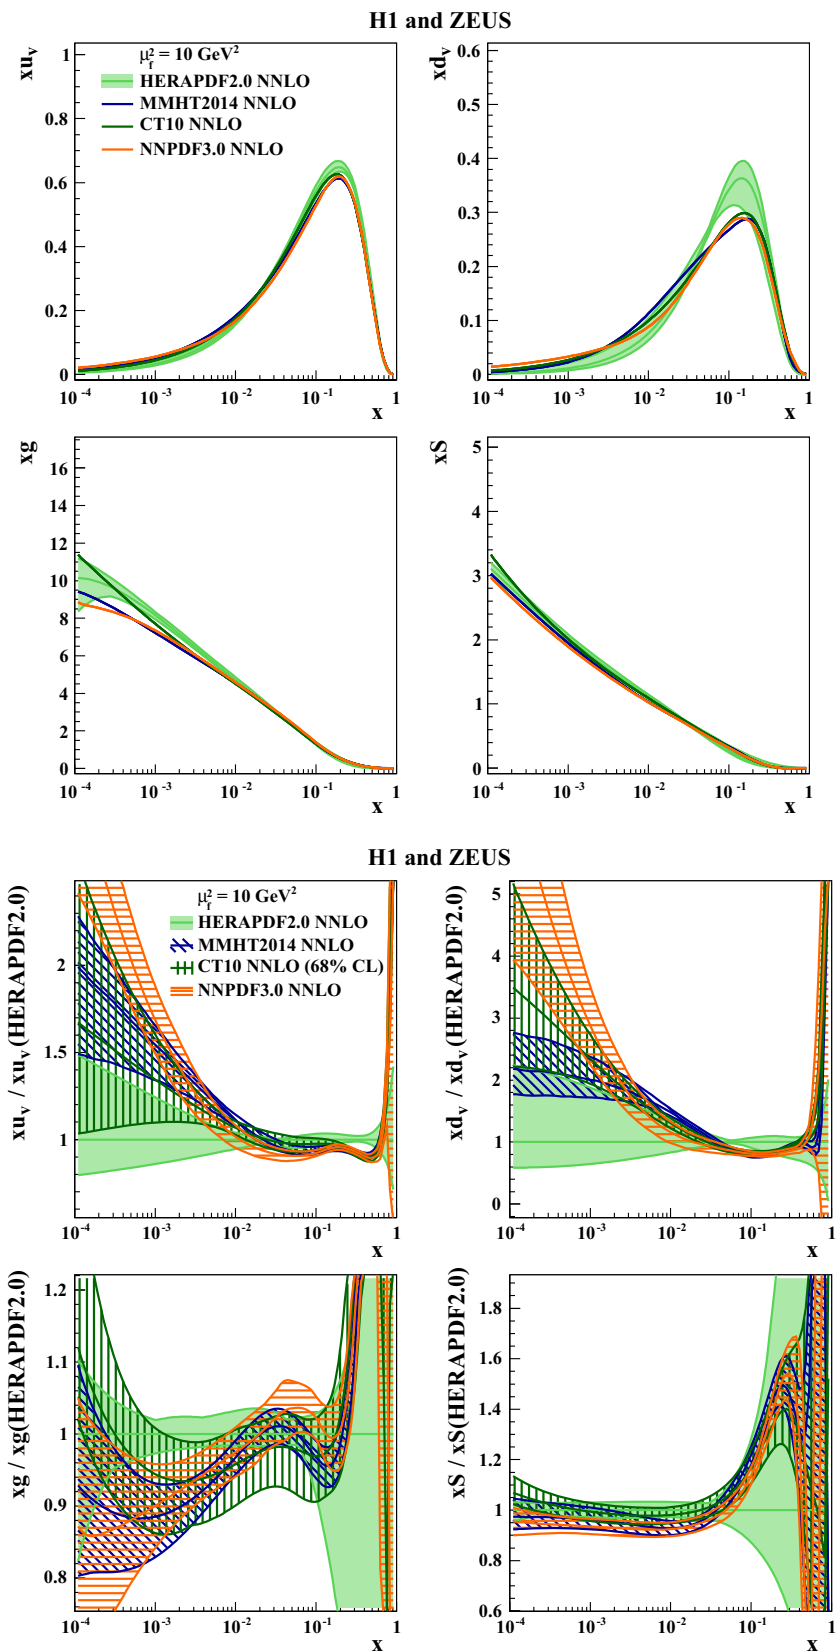 H1 and ZEUS
xu_v
μ_f^2 = 10 GeV^2
HERAPDF2.0 NNLO
MMHT2014 NNLO
CT10 NNLO
NNPDF3.0 NNLO
1
0.8
0.6
0.4
0.2
0
10^-4 10^-3 10^-2 10^-1 1
x
xd_v
0.6
0.5
0.4
0.3
0.2
0.1
0
10^-4 10^-3 10^-2 10^-1 1
x
xg
16
14
12
10
8
6
4
2
0
10^-4 10^-3 10^-2 10^-1 1
x
xS
5
4
3
2
1
0
10^-4 10^-3 10^-2 10^-1 1
x
H1 and ZEUS
xu_v / xu_v(HERAPDF2.0)
μ_f^2 = 10 GeV^2
HERAPDF2.0 NNLO
MMHT2014 NNLO
CT10 NNLO (68% CL)
NNPDF3.0 NNLO
2
1.5
1
10^-4 10^-3 10^-2 10^-1 1
x
xd_v / xd_v(HERAPDF2.0)
5
4
3
2
1
0
10^-4 10^-3 10^-2 10^-1 1
x
xg / xg(HERAPDF2.0)
1.2
1.1
1
0.9
0.8
10^-4 10^-3 10^-2 10^-1 1
x
xS / xS(HERAPDF2.0)
1.8
1.6
1.4
1.2
1
0.8
0.6
10^-4 10^-3 10^-2 10^-1 1
x